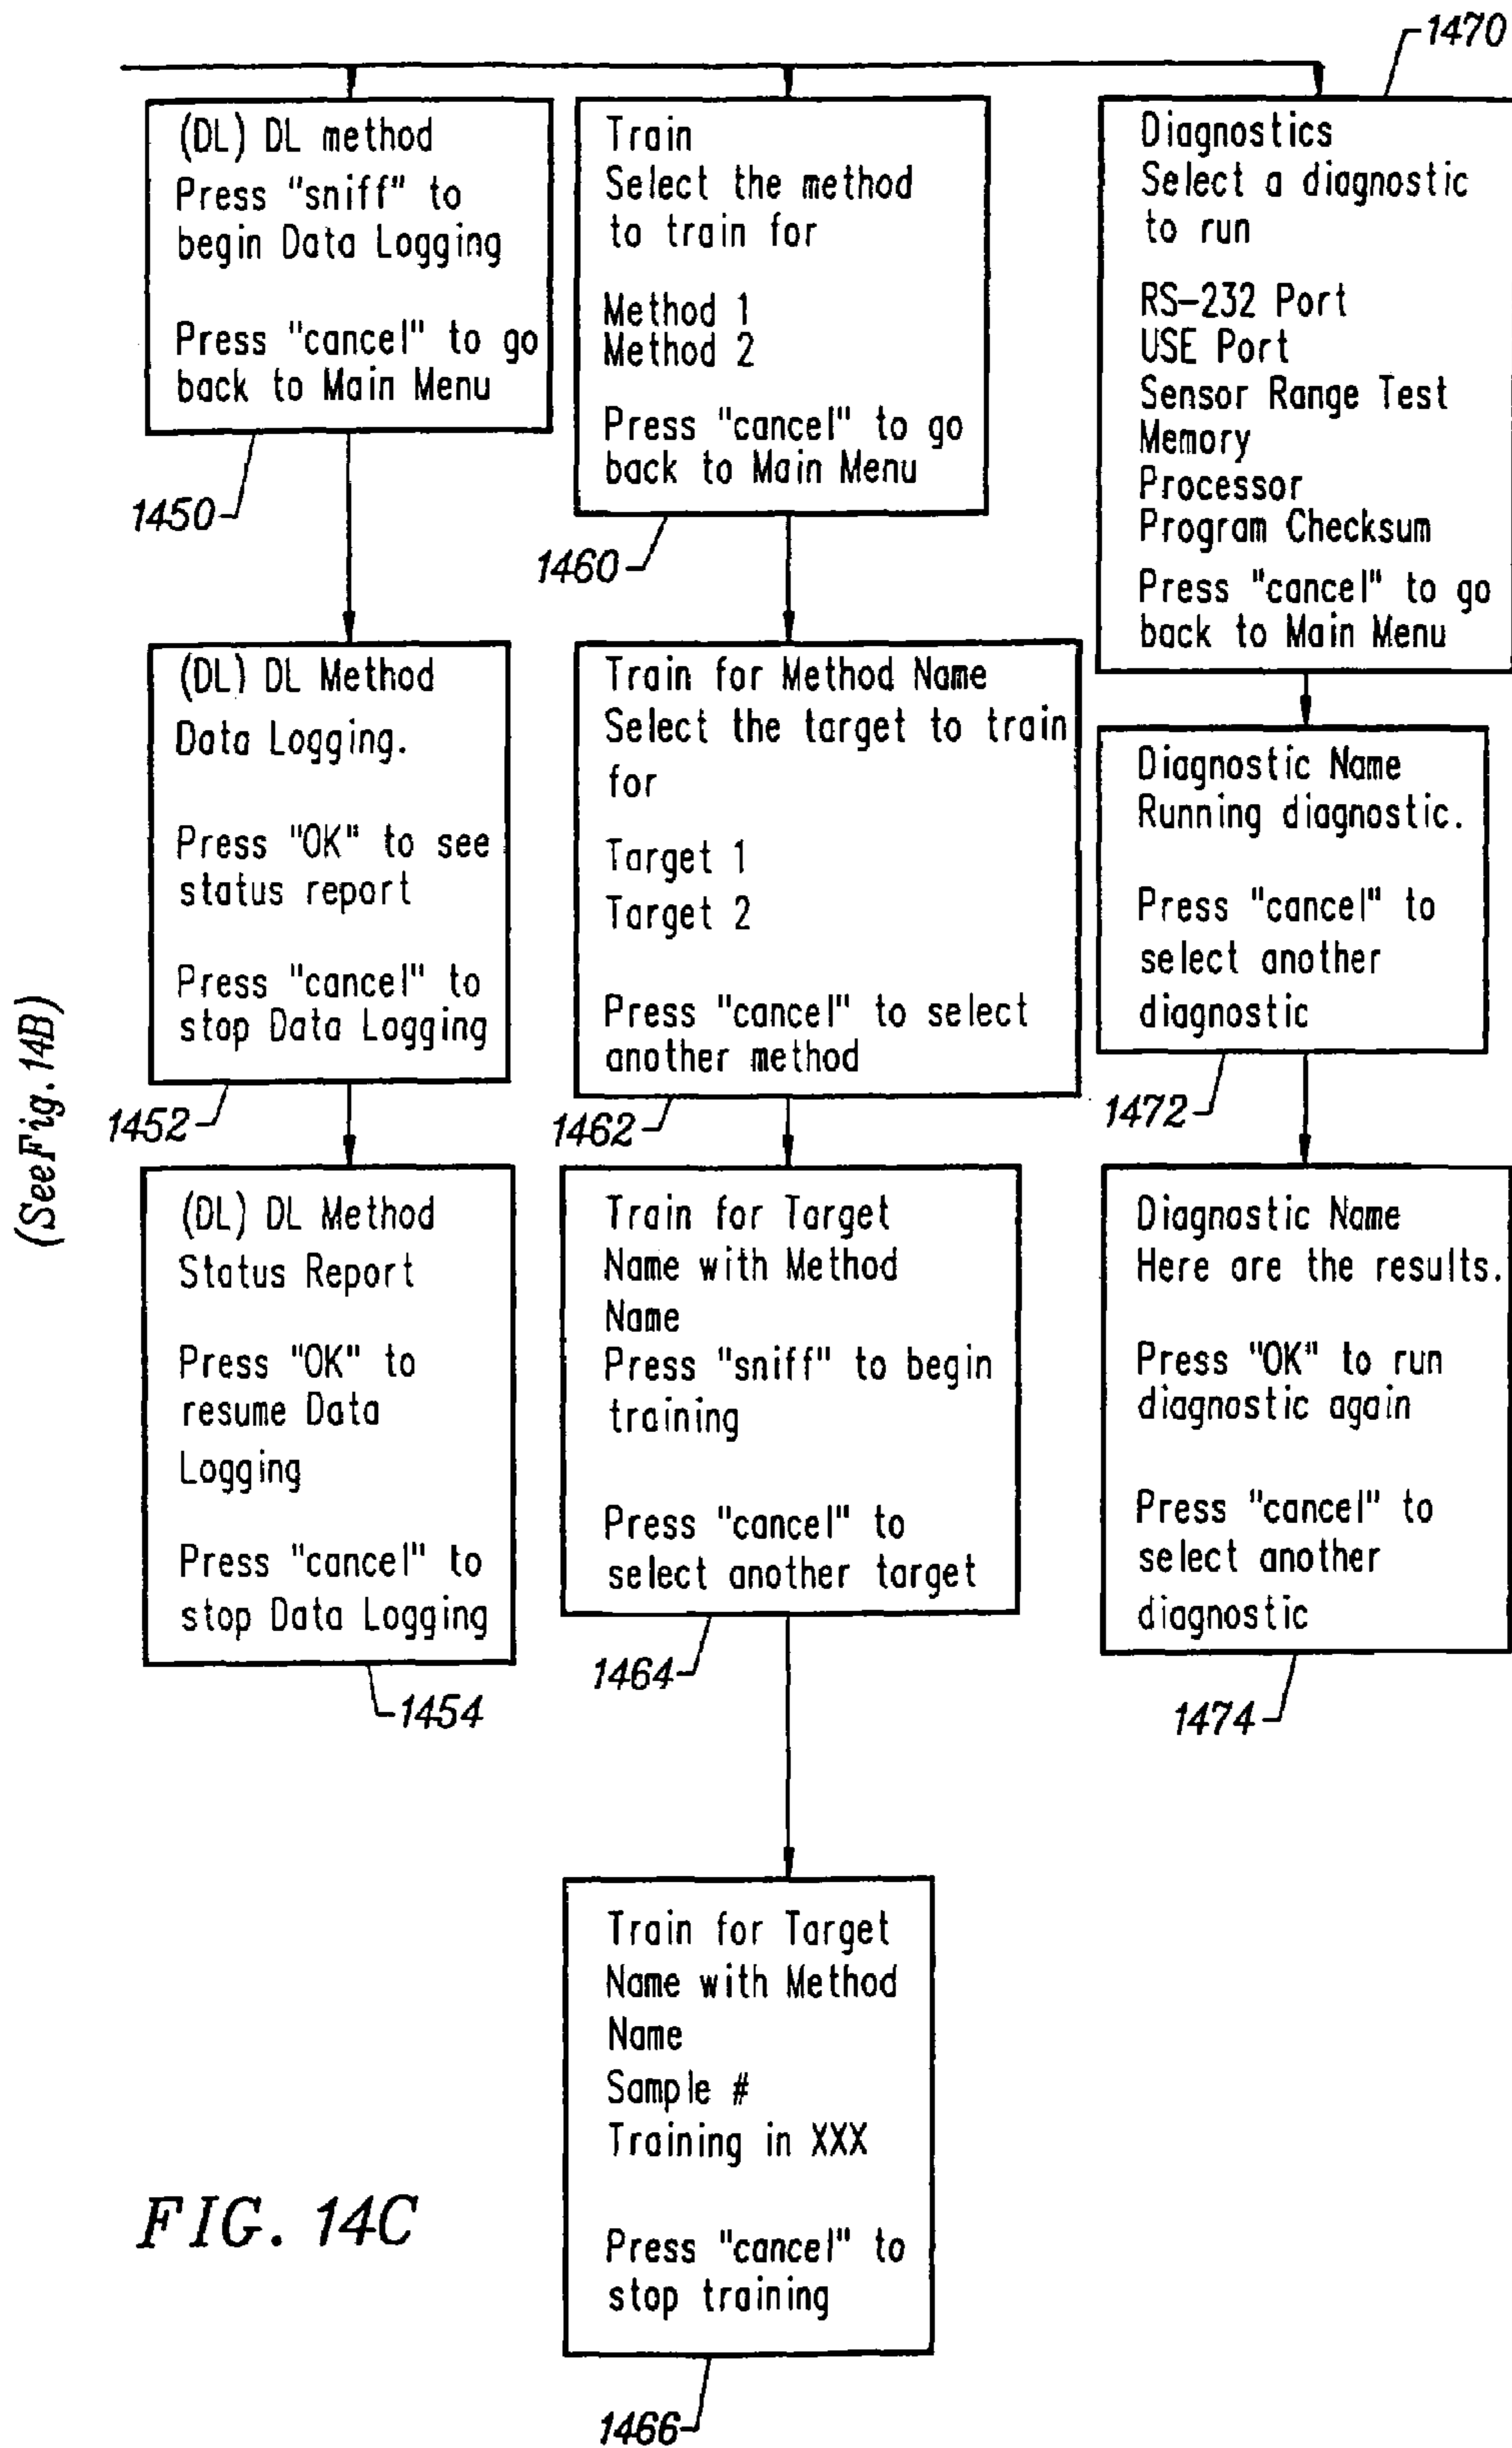 1470
(DL) DL method
Press "sniff" to
begin Data Logging
Press "cancel" to go
back to Main Menu
1450
(DL) DL Method
Data Logging.
Press "OK" to see
status report
Press "cancel" to
stop Data Logging
1452
(DL) DL Method
Status Report
Press "OK" to
resume Data
Logging
Press "cancel" to
stop Data Logging
1454
Train
Select the method
to train for
Method 1
Method 2
Press "cancel" to go
back to Main Menu
1460
Train for Method Name
Select the target to train
for
Target 1
Target 2
Press "cancel" to select
another method
1462
Train for Target
Name with Method
Name
Press "sniff" to begin
training
Press "cancel" to
select another target
1464
Train for Target
Name with Method
Name
Sample #
Training in XXX
Press "cancel" to
stop training
1466
Diagnostics
Select a diagnostic
to run
RS-232 Port
USE Port
Sensor Range Test
Memory
Processor
Program Checksum
Press "cancel" to go
back to Main Menu
Diagnostic Name
Running diagnostic.
Press "cancel" to
select another
diagnostic
1472
Diagnostic Name
Here are the results.
Press "OK" to run
diagnostic again
Press "cancel" to
select another
diagnostic
1474
(See Fig. 14B)
FIG. 14C